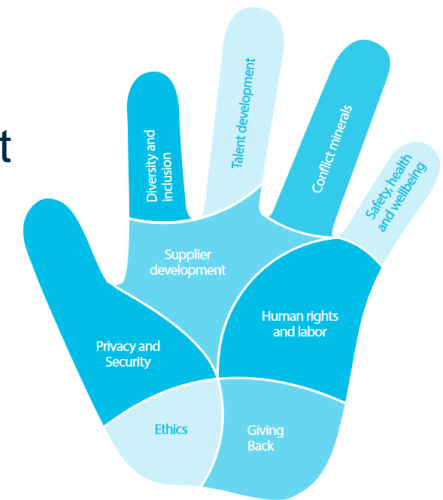 t
Diversity and
inclusion
Talent development
Conflict minerals
Safety, health
and wellbeing
Supplier
development
Human rights
and labor
Privacy and
Security
Ethics
Giving
Back